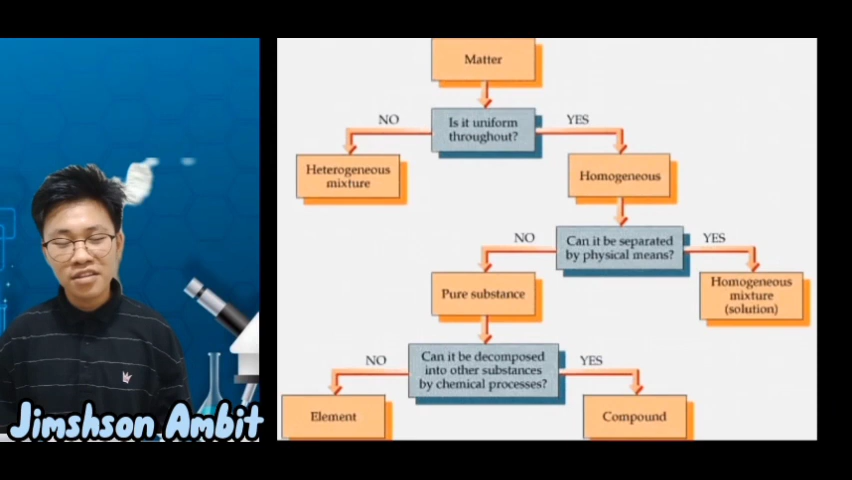 Matter
Is it uniform
throughout?
NO
YES
Heterogeneous
mixture
Homogeneous
Can it be separated
by physical means?
NO
YES
Pure substance
Homogeneous
mixture
(solution)
Can it be decomposed
into other substances
by chemical processes?
NO
YES
Element
Compound
Jimshson Ambit